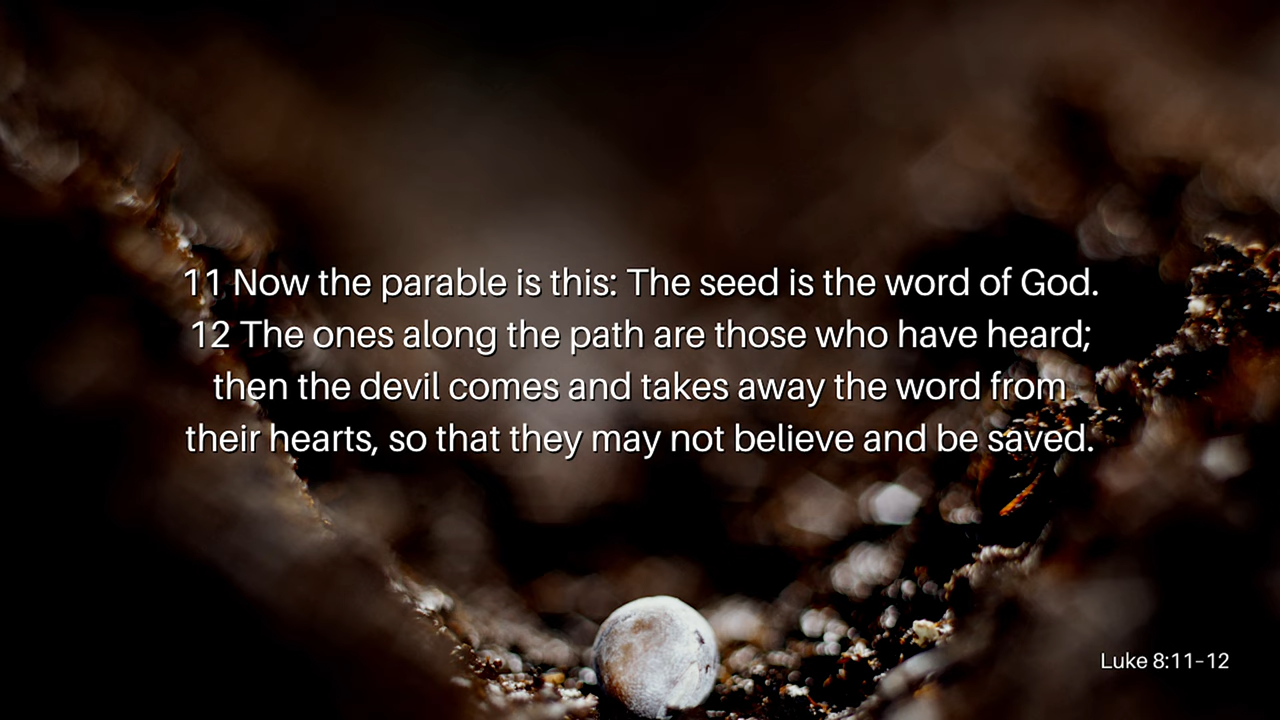 11 Now the parable is this: The seed is the word of God.
12 The ones along the path are those who have heard;
then the devil comes and takes away the word from
their hearts, so that they may not believe and be saved.
Luke 8:11–12